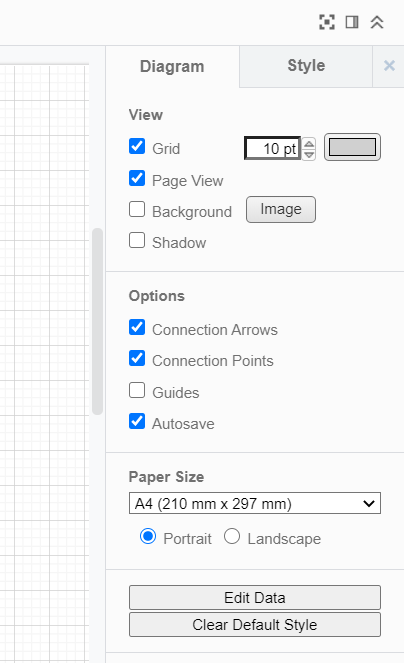 Diagram Style
View
Grid 10 pt
Page View
Background Image
Shadow
Options
Connection Arrows
Connection Points
Guides
Autosave
Paper Size
A4 (210 mm x 297 mm)
Portrait Landscape
Edit Data
Clear Default Style